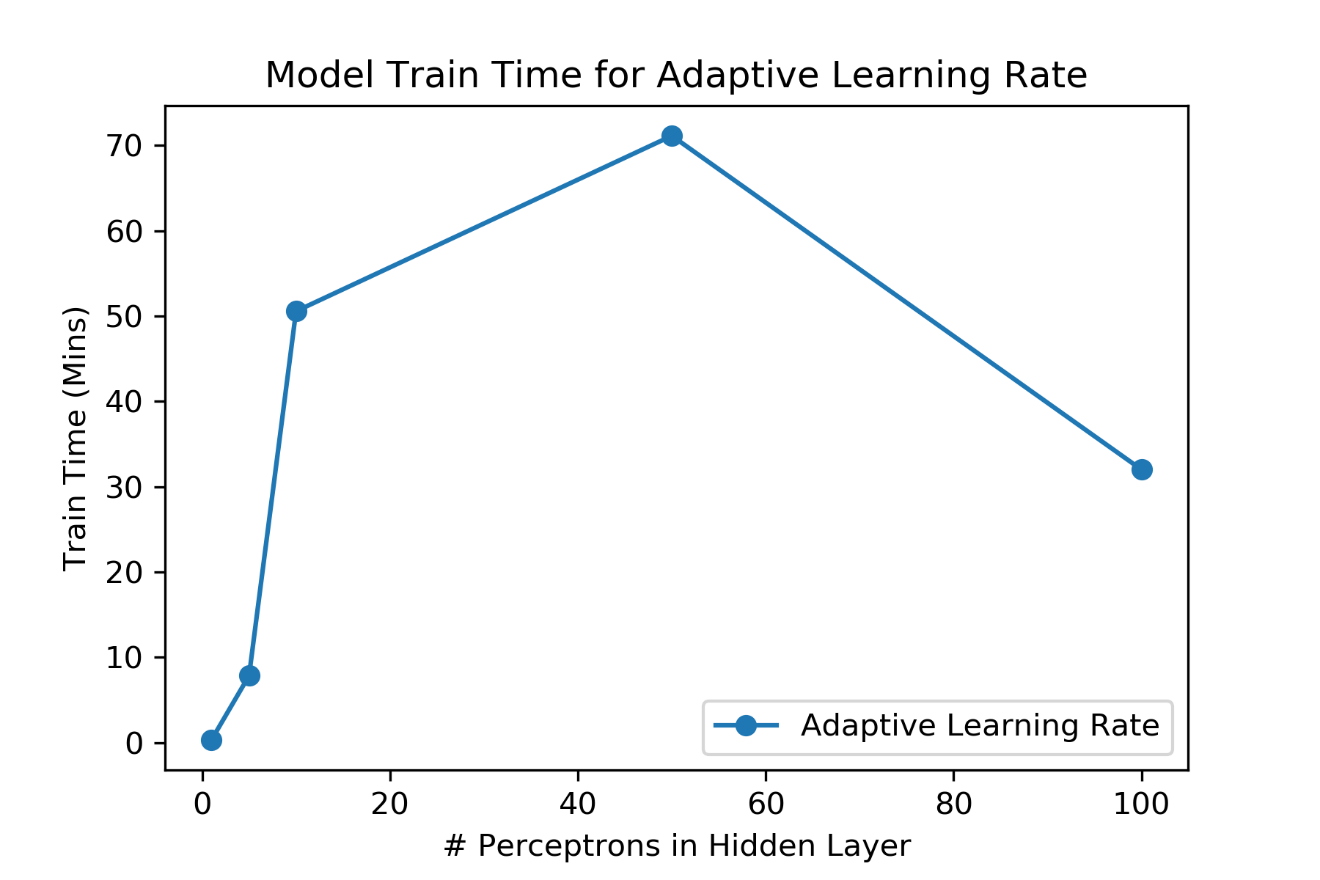 Model Train Time for Adaptive Learning Rate
70
60
50
40
30
20
10
0
Train Time (Mins)
Adaptive Learning Rate
0 20 40 60 80 100
# Perceptrons in Hidden Layer